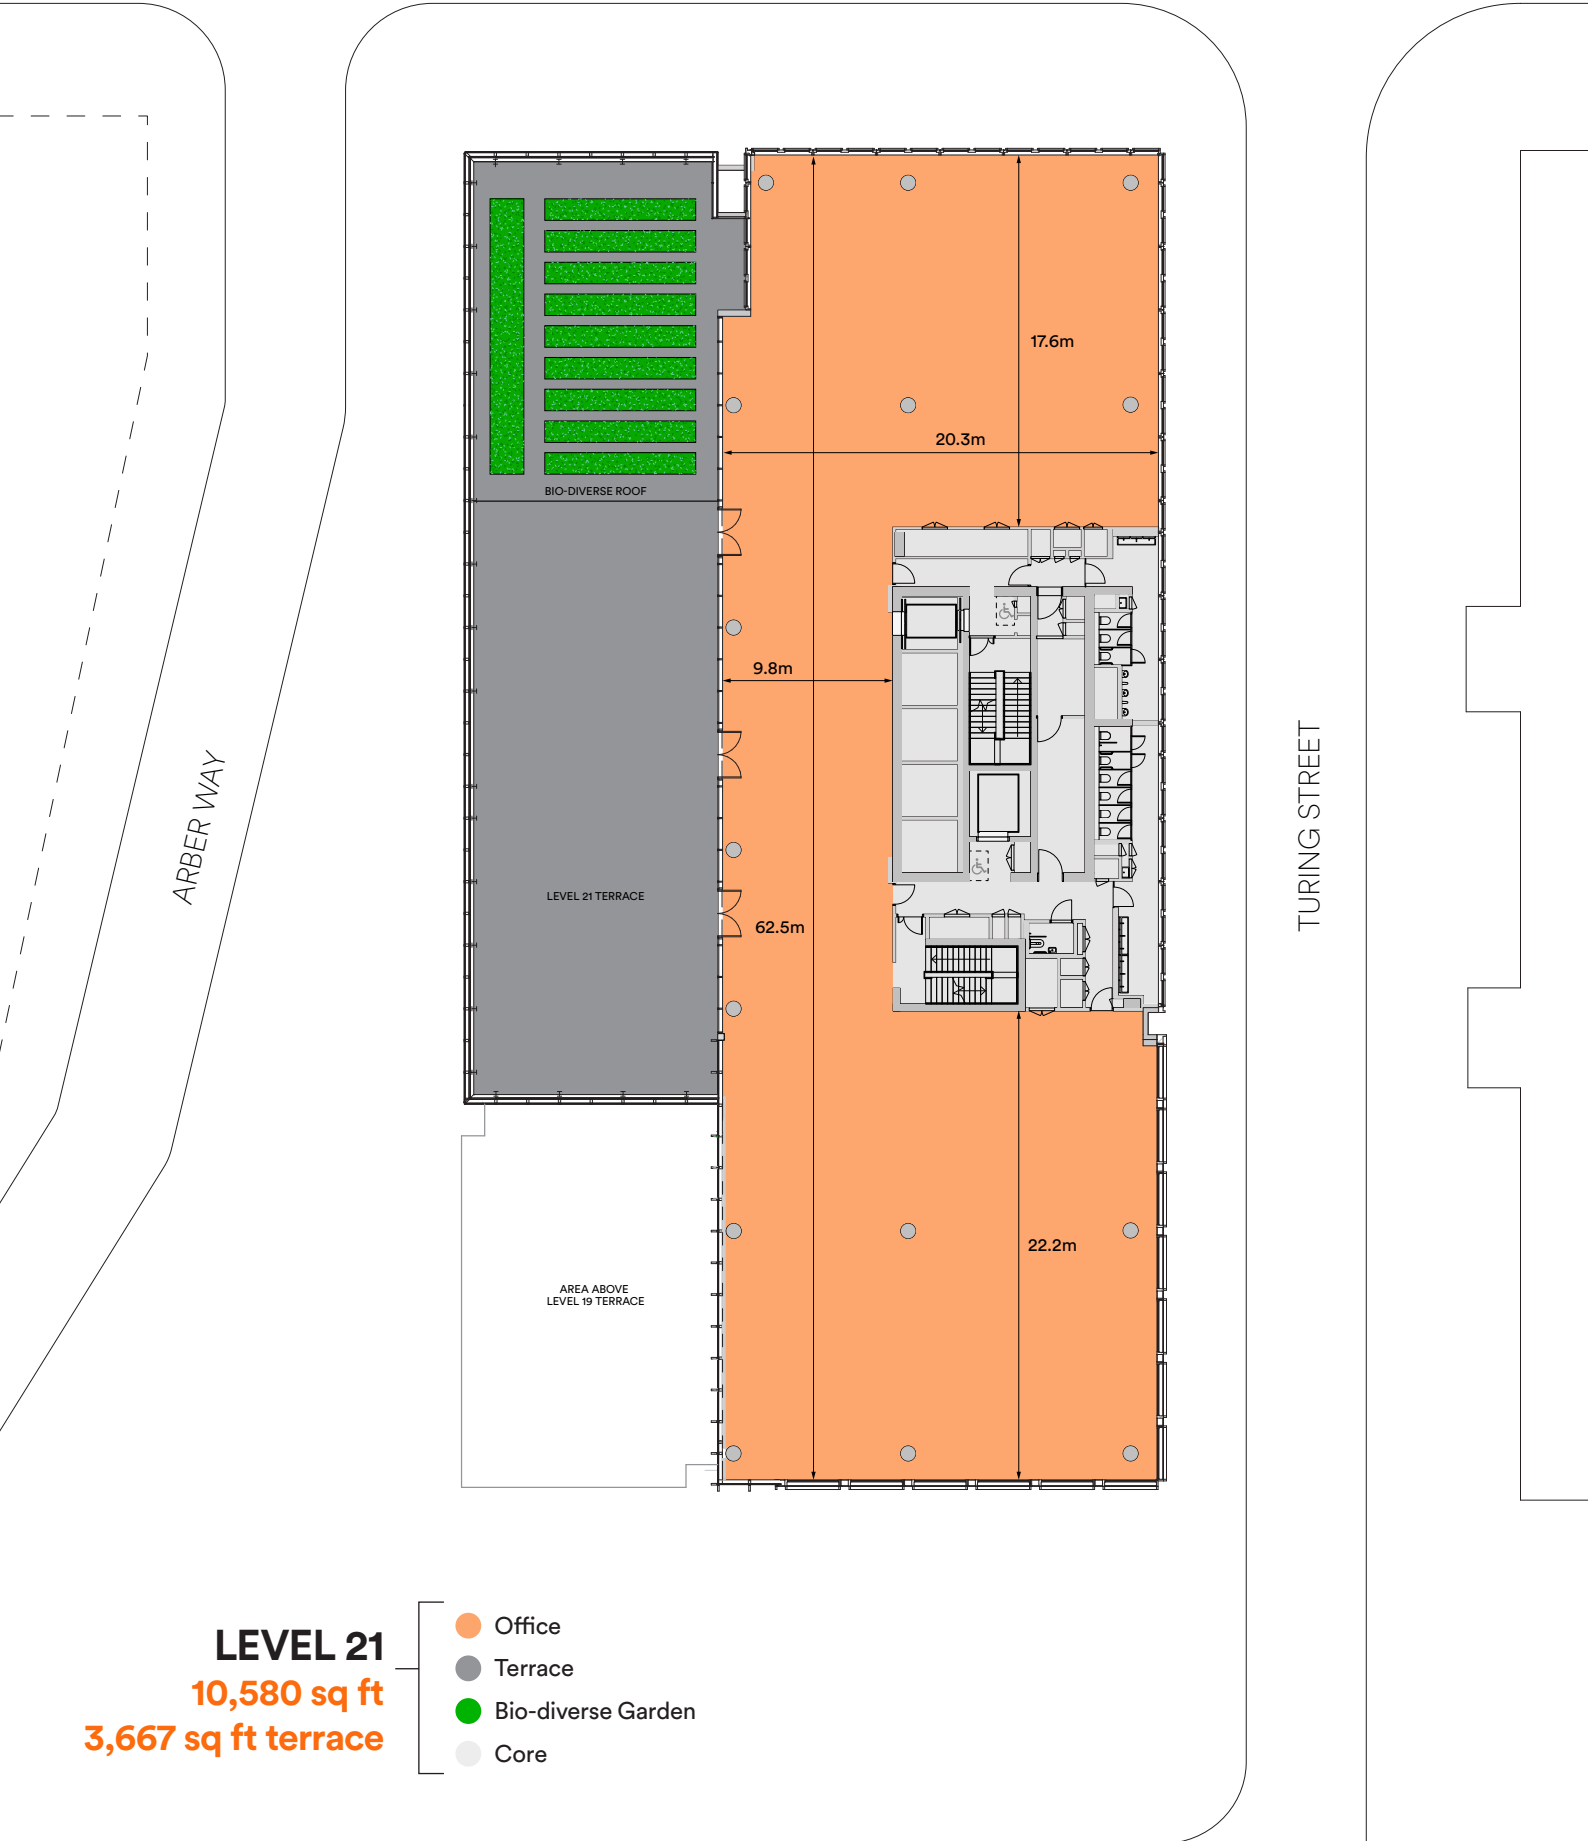 17.6m
20.3m
BIO-DIVERSE ROOF
9.8m
ARBER WAY
TURING STREET
LEVEL 21 TERRACE
62.5m
22.2m
AREA ABOVE
LEVEL 19 TERRACE
LEVEL 21
10,580 sq ft
3,667 sq ft terrace
Office
Terrace
Bio-diverse Garden
Core